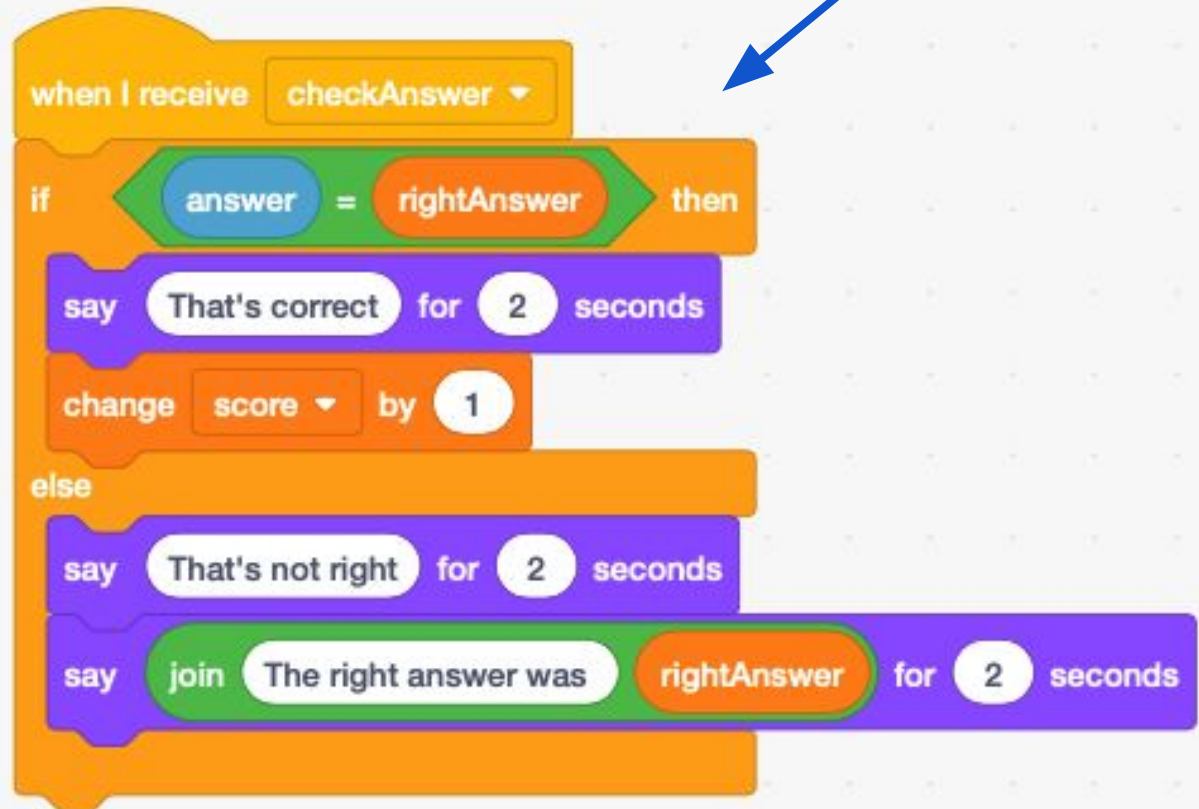 when I receive checkAnswer
if answer = rightAnswer then
say That's correct for 2 seconds
change score by 1
else
say That's not right for 2 seconds
say join The right answer was rightAnswer for 2 seconds